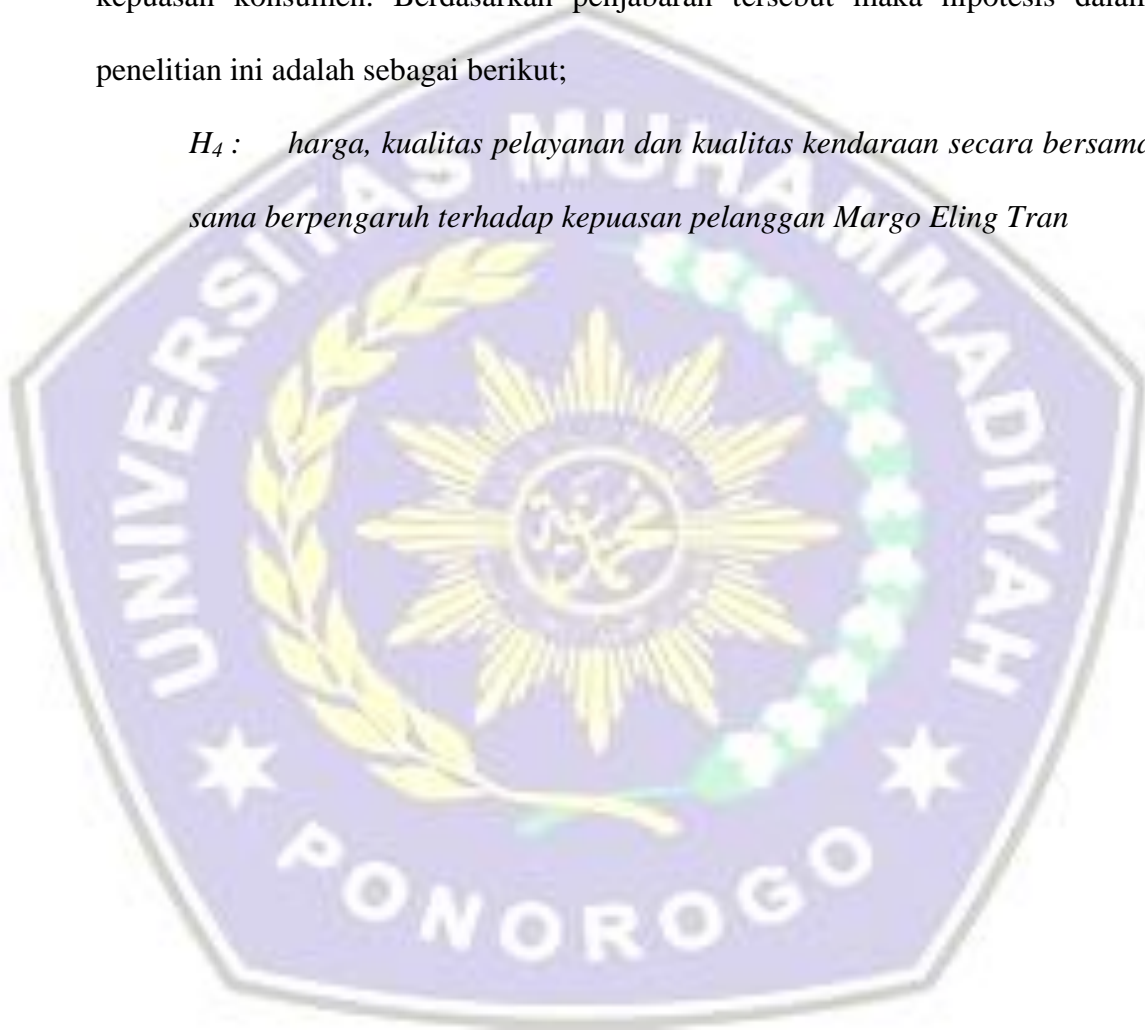 kepuasan konsumen. Berdasarkan penjabaran tersebut maka hipotesis dalam
penelitian ini adalah sebagai berikut;
H4 : harga, kualitas pelayanan dan kualitas kendaraan secara bersama
sama berpengaruh terhadap kepuasan pelanggan Margo Eling Tran
UNIVERSITAS MUHAMMADIYAH
PONOROGO